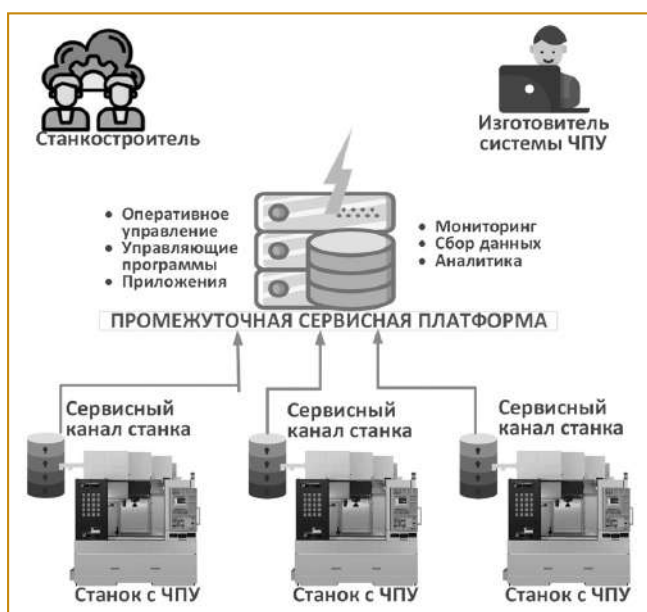 Станкостроитель
Изготовитель
системы ЧПУ
• Оперативное
управление
• Управляющие
программы
• Приложения
• Мониторинг
• Сбор данных
• Аналитика
ПРОМЕЖУТОЧНАЯ СЕРВИСНАЯ ПЛАТФОРМА
Сервисный
канал станка
Сервисный
канал станка
Сервисный
канал станка
Станок с ЧПУ
Станок с ЧПУ
Станок с ЧПУ